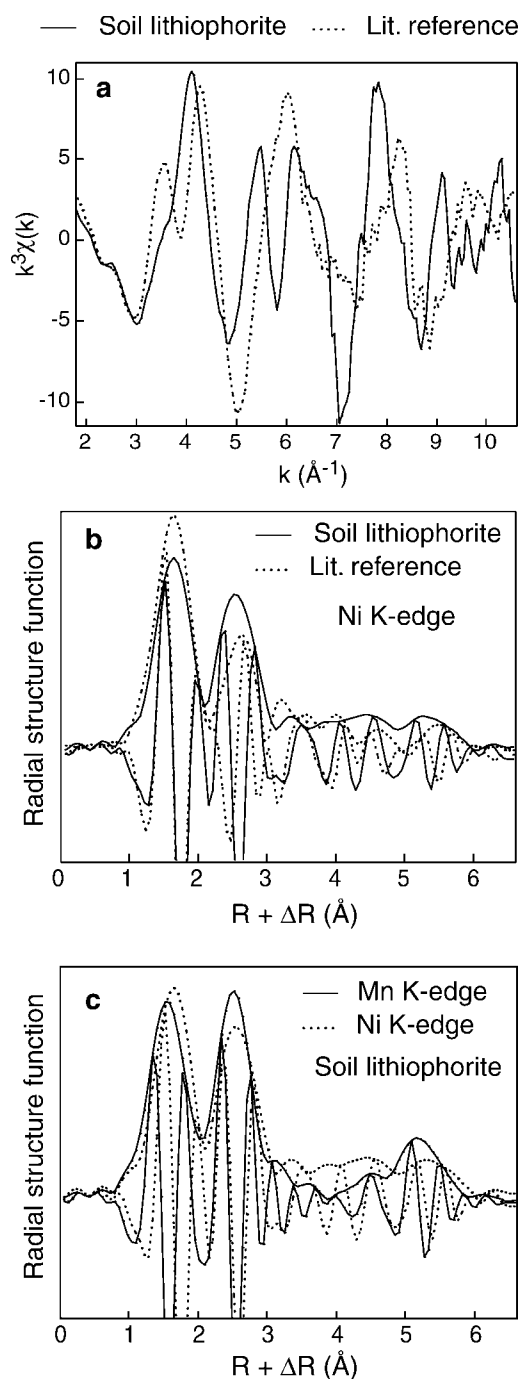 Soil lithiophorite Lit. reference
a
10
5
0
-5
-10
k³χ(k)
2 3 4 5 6 7 8 9 10
k (Å⁻¹)
b
Soil lithiophorite
Lit. reference
Ni K-edge
Radial structure function
0 1 2 3 4 5 6
R + ΔR (Å)
c
Mn K-edge
Ni K-edge
Soil lithiophorite
Radial structure function
0 1 2 3 4 5 6
R + ΔR (Å)